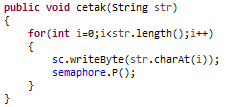 public void cetak(String str)
{
for(int i=0;i<str.length();i++)
{
sc.writeByte(str.charAt(i));
semaphore.P();
}
}